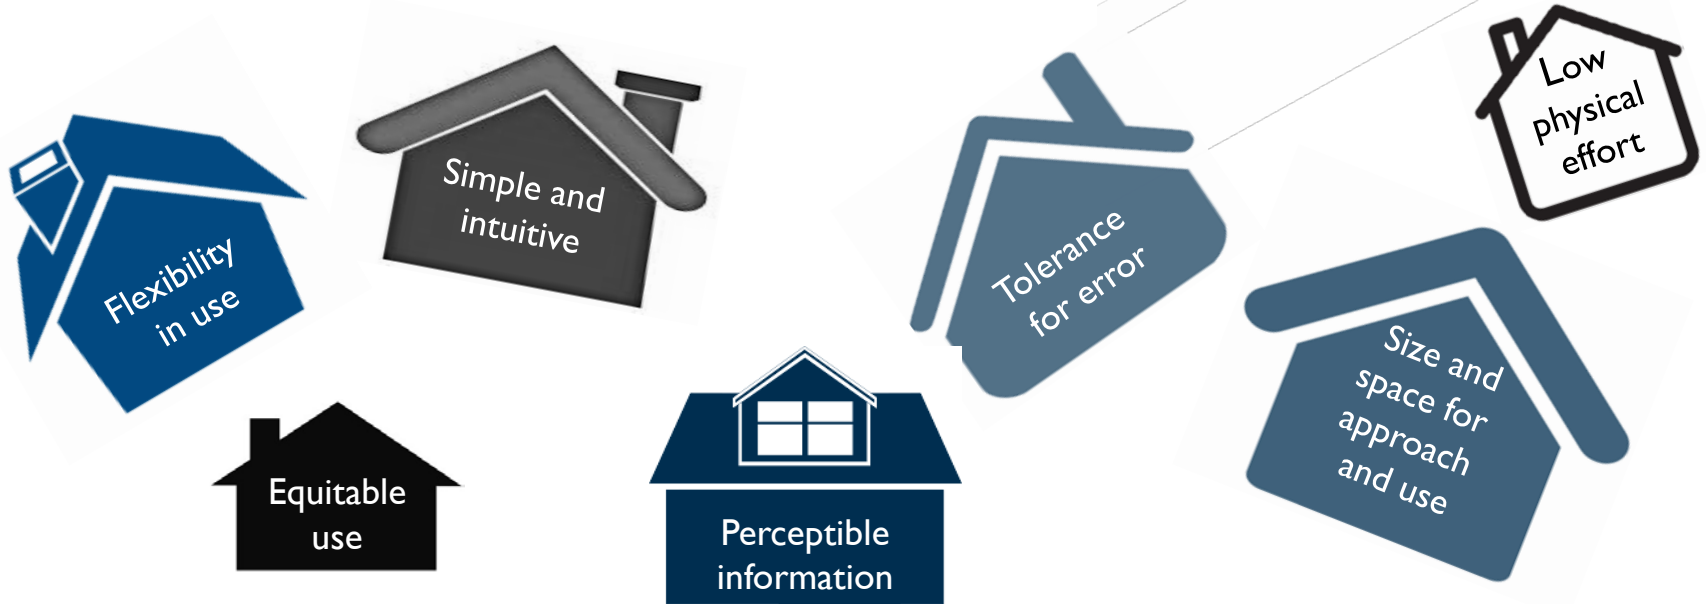 Flexibility
in use
Simple and
intuitive
Equitable
use
Perceptible
information
Tolerance
for error
Low
physical
effort
Size and
space for
approach
and use